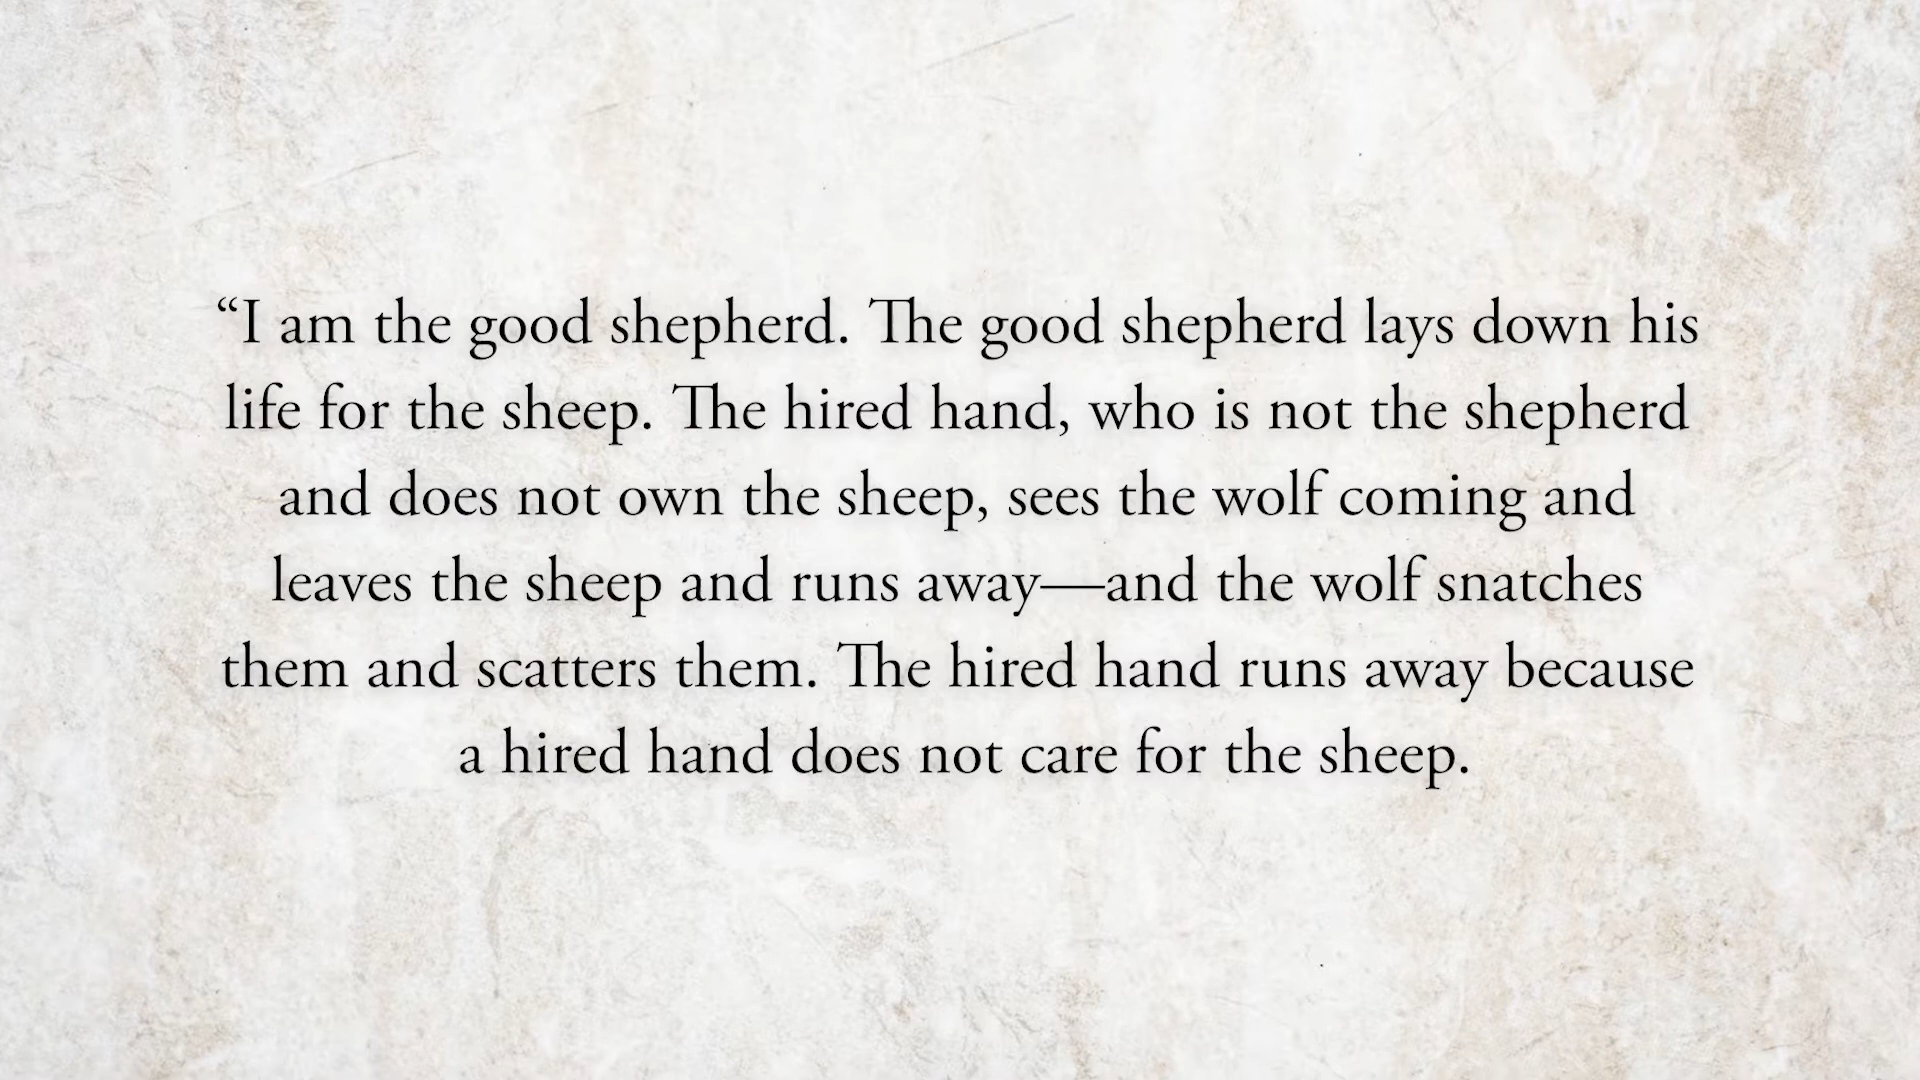 “I am the good shepherd. The good shepherd lays down his
life for the sheep. The hired hand, who is not the shepherd
and does not own the sheep, sees the wolf coming and
leaves the sheep and runs away—and the wolf snatches
them and scatters them. The hired hand runs away because
a hired hand does not care for the sheep.